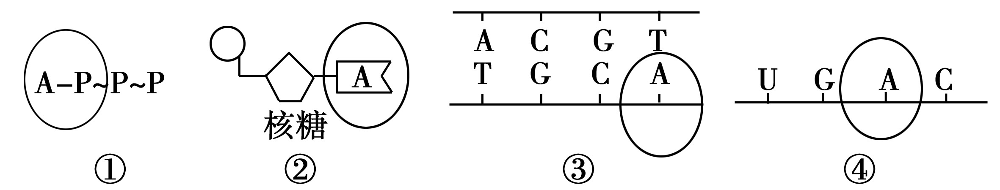 A–P~P~P
A
核糖
A C G T
T G C A
U G A C
① ② ③ ④